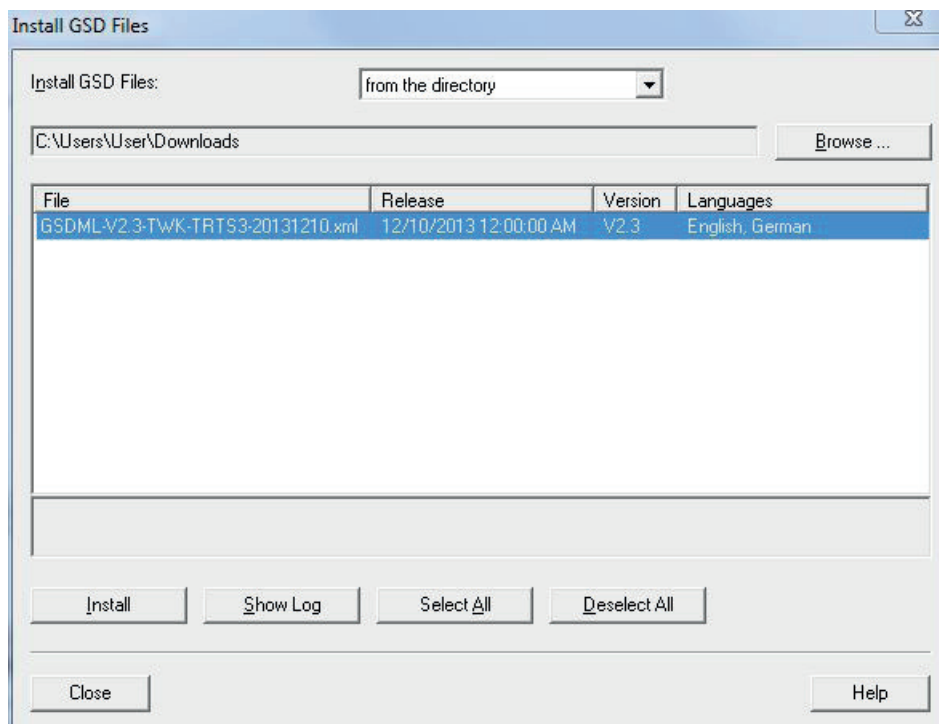 Install GSD Files
Install GSD Files: from the directory
C:\Users\User\Downloads Browse ...
File Release Version Languages
GSDML-V2.3-TWK-TRTS3-20131210.xml 12/10/2013 12:00:00 AM V2.3 English, German
Install Show Log Select All Deselect All
Close Help